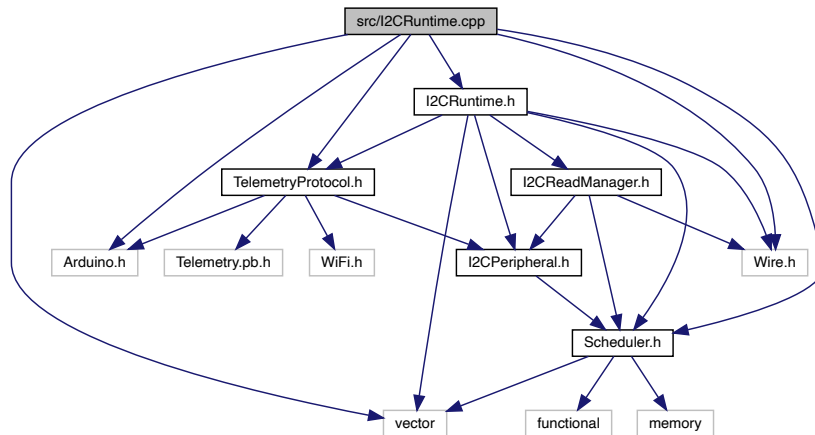 src/I2CRuntime.cpp
I2CRuntime.h
TelemetryProtocol.h
I2CReadManager.h
Arduino.h
Telemetry.pb.h
WiFi.h
I2CPeripheral.h
Wire.h
Scheduler.h
vector
functional
memory